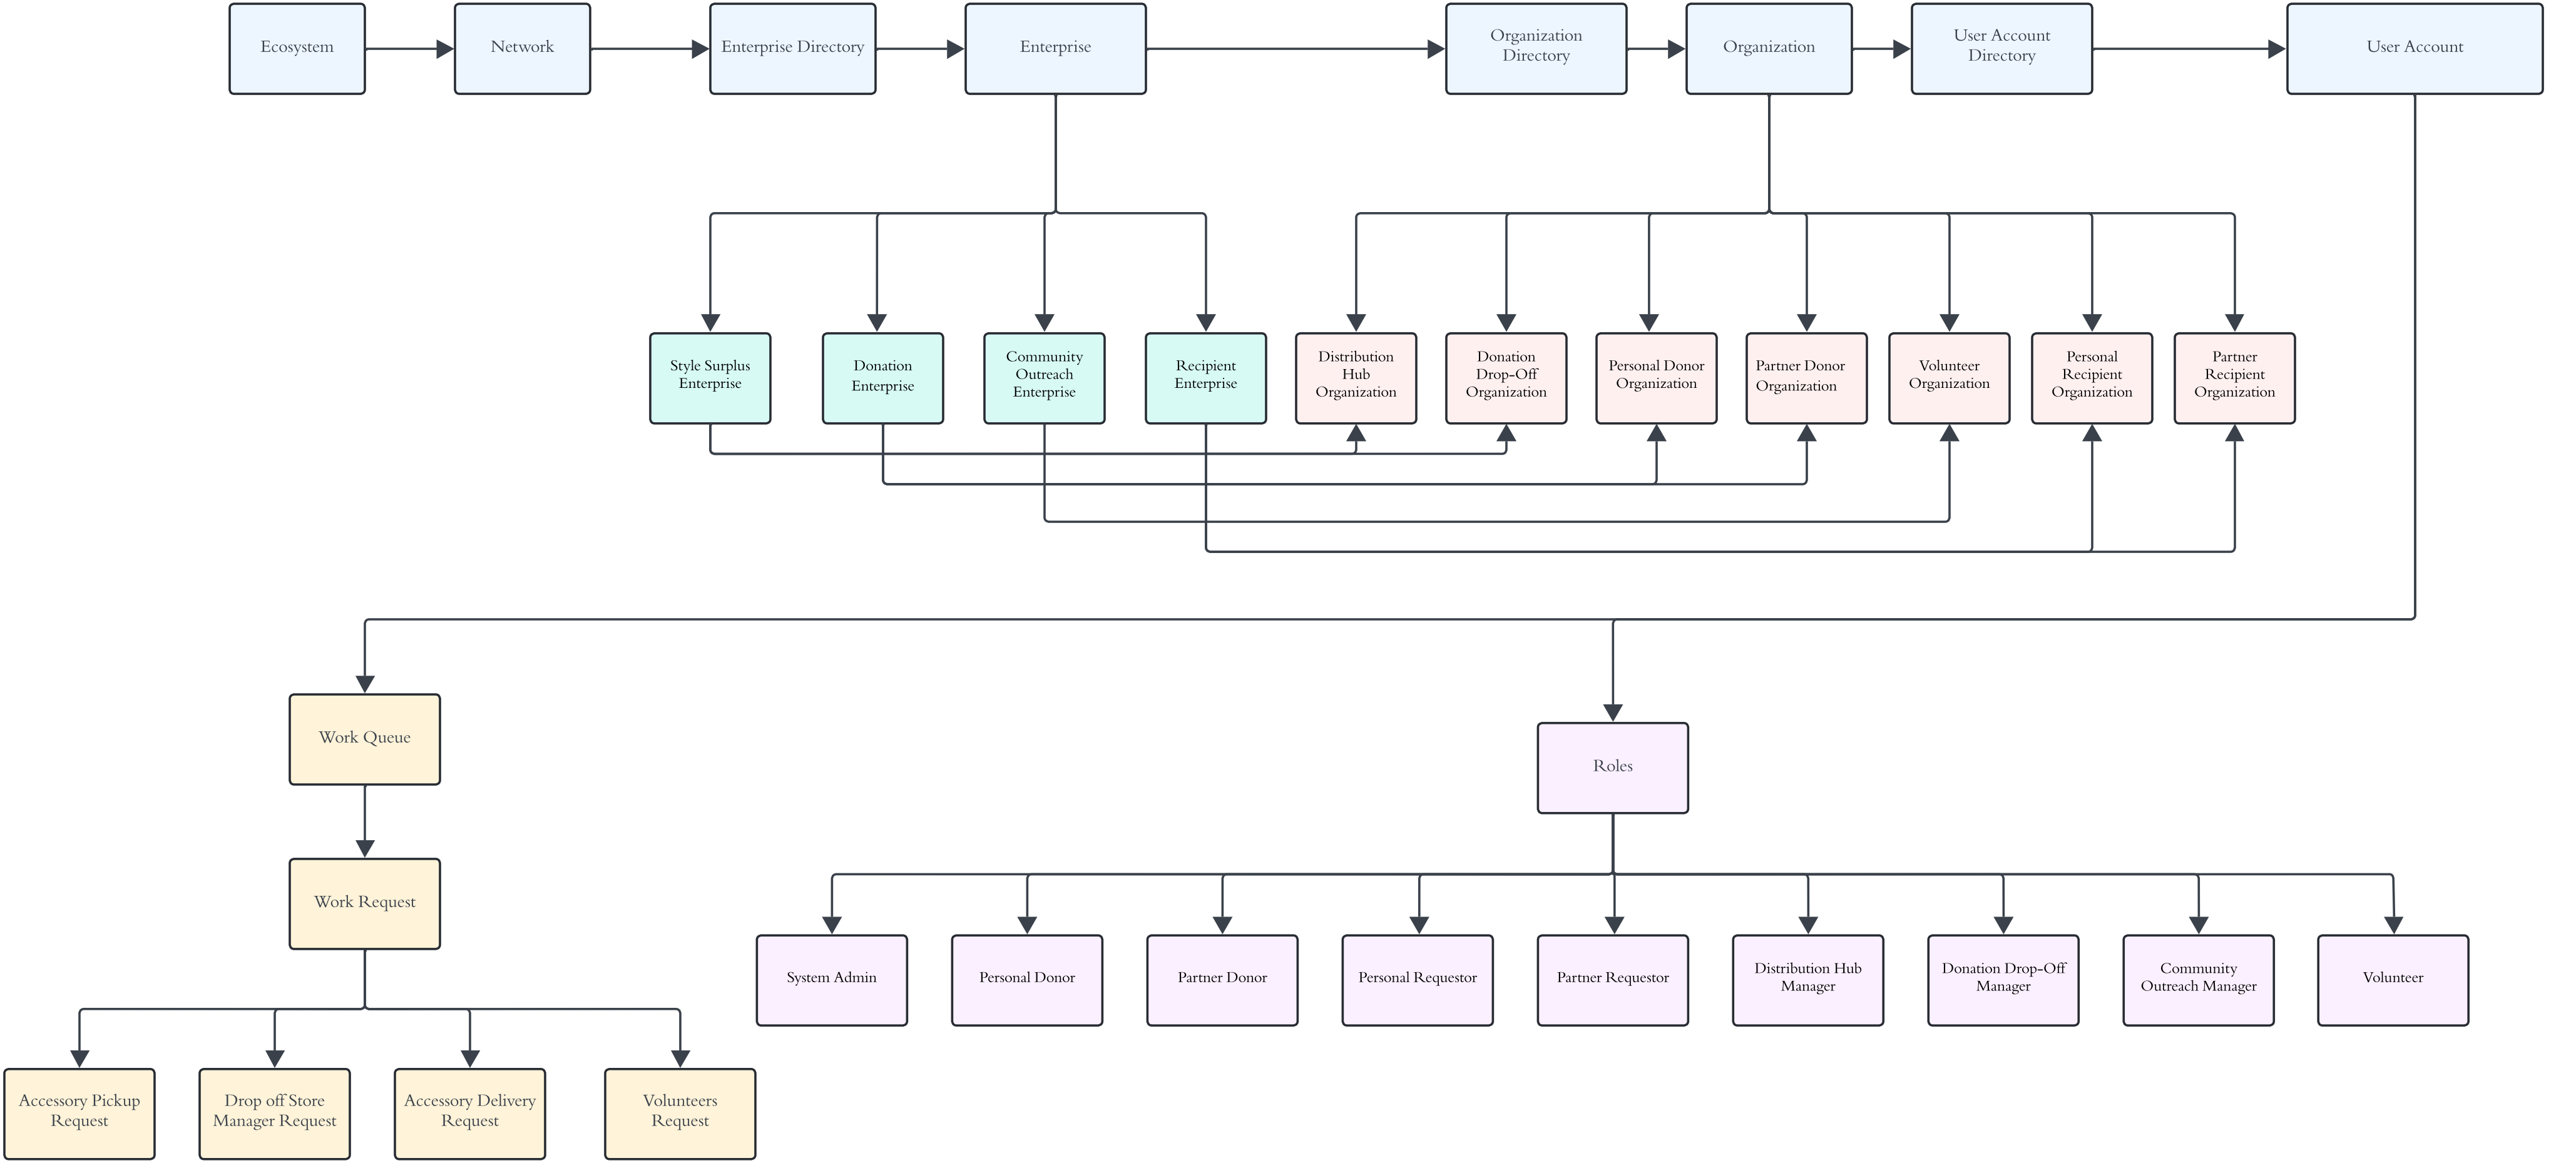 Ecosystem
Network
Enterprise Directory
Enterprise
Organization
Directory
Organization
User Account
Directory
User Account
Style Surplus
Enterprise
Donation
Enterprise
Community
Outreach
Enterprise
Recipient
Enterprise
Distribution
Hub
Organization
Donation
Drop-Off
Organization
Personal Donor
Organization
Partner Donor
Organization
Volunteer
Organization
Personal
Recipient
Organization
Partner
Recipient
Organization
Work Queue
Roles
Work Request
System Admin
Personal Donor
Partner Donor
Personal Requestor
Partner Requestor
Distribution Hub
Manager
Donation Drop-Off
Manager
Community
Outreach Manager
Volunteer
Accessory Pickup
Request
Drop off Store
Manager Request
Accessory Delivery
Request
Volunteers
Request